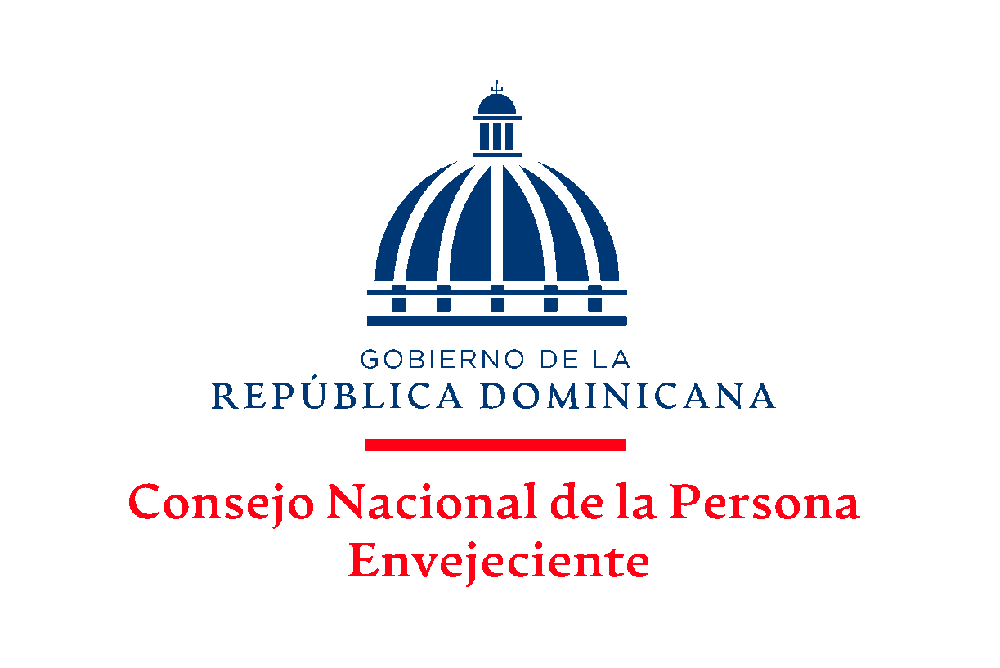 GOBIERNO DE LA
REPÚBLICA DOMINICANA
Consejo Nacional de la Persona
Envejeciente